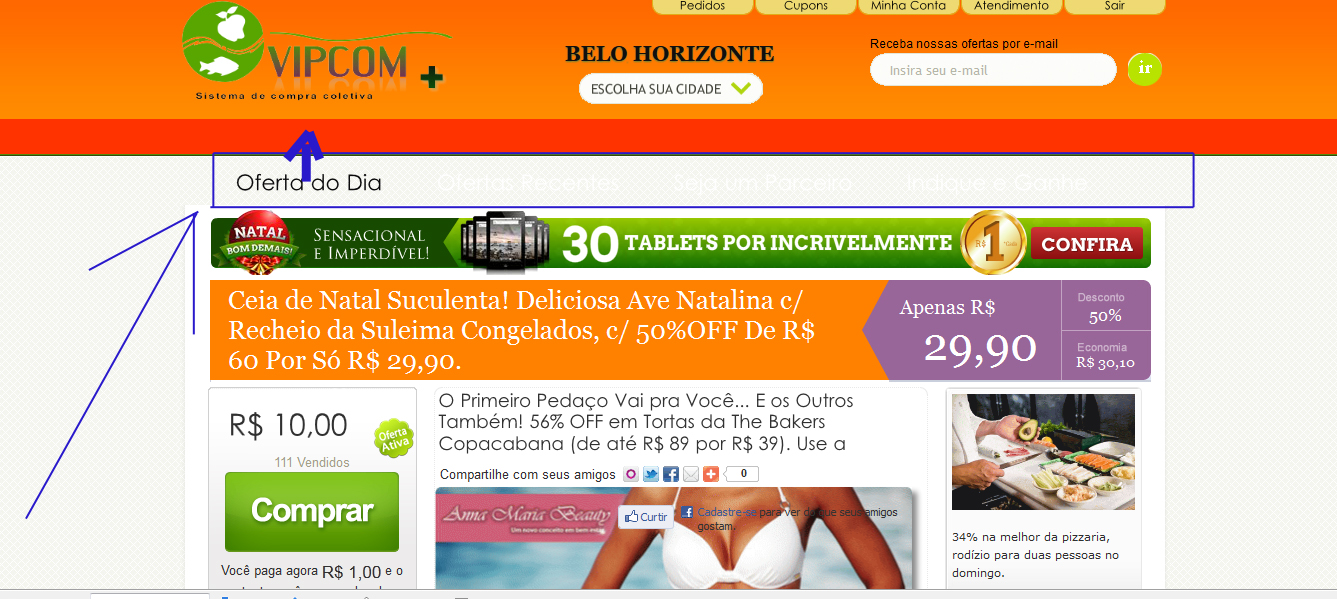 Pedidos Cupons Minha Conta Atendimento Sair
VIPCOM
Sistema de compra coletiva
BELO HORIZONTE
ESCOLHA SUA CIDADE
Receba nossas ofertas por e-mail
Insira seu e-mail
ir
Oferta do Dia Ofertas Recentes Seja um Parceiro Indique e Ganhe
NATAL
BOM DEMAIS!
SENSACIONAL
E IMPERDÍVEL!
30 TABLETS POR INCRIVELMENTE
R$ 1
CONFIRA
Ceia de Natal Suculenta! Deliciosa Ave Natalina c/
Recheio da Suleima Congelados, c/ 50%OFF De R$
60 Por Só R$ 29,90.
Apenas R$
29,90
Desconto
50%
Economia
R$ 30,10
R$ 10,00
Oferta
Ativa
111 Vendidos
Comprar
Você paga agora R$ 1,00 e o
O Primeiro Pedaço Vai pra Você... E os Outros
Também! 56% OFF em Tortas da The Bakers
Copacabana (de até R$ 89 por R$ 39). Use a
Compartilhe com seus amigos 0
Anna Maria Beauty
Um novo conceito em bem estar
Curtir
Cadastre-se para ver do que seus amigos
gostam.
34% na melhor da pizzaria,
rodízio para duas pessoas no
domingo.